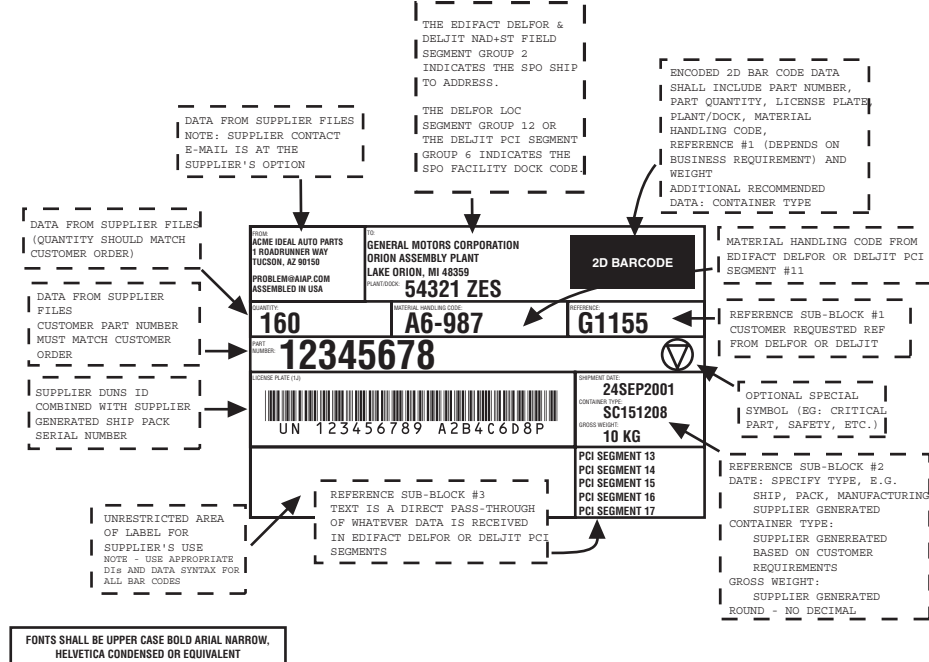 THE EDIFACT DELFOR &
DELJIT NAD+ST FIELD
SEGMENT GROUP 2
INDICATES THE SPO SHIP
TO ADDRESS.
THE DELFOR LOC
SEGMENT GROUP 12 OR
THE DELJIT PCI SEGMENT
GROUP 6 INDICATES THE
SPO FACILITY DOCK CODE.
ENCODED 2D BAR CODE DATA
SHALL INCLUDE PART NUMBER,
PART QUANTITY, LICENSE PLATE,
PLANT/DOCK, MATERIAL
HANDLING CODE,
REFERENCE #1 (DEPENDS ON
BUSINESS REQUIREMENT) AND
WEIGHT
ADDITIONAL RECOMMENDED
DATA: CONTAINER TYPE
DATA FROM SUPPLIER FILES
NOTE: SUPPLIER CONTACT
E-MAIL IS AT THE
SUPPLIER'S OPTION
DATA FROM SUPPLIER FILES
(QUANTITY SHOULD MATCH
CUSTOMER ORDER)
DATA FROM SUPPLIER
FILES
CUSTOMER PART NUMBER
MUST MATCH CUSTOMER
ORDER
SUPPLIER DUNS ID
COMBINED WITH SUPPLIER
GENERATED SHIP PACK
SERIAL NUMBER
FROM:
ACME IDEAL AUTO PARTS
1 ROADRUNNER WAY
TUCSON, AZ 90150
PROBLEM@AIAP.COM
ASSEMBLED IN USA
TO:
GENERAL MOTORS CORPORATION
ORION ASSEMBLY PLANT
LAKE ORION, MI 48359
PLANT/DOCK: 54321 ZES
2D BARCODE
QUANTITY:
160
MATERIAL HANDLING CODE:
A6-987
REFERENCE:
G1155
PART
NUMBER: 12345678
LICENSE PLATE (1J)
UN 123456789 A2B4C6D8P
SHIPMENT DATE:
24SEP2001
CONTAINER TYPE:
SC151208
GROSS WEIGHT:
10 KG
PCI SEGMENT 13
PCI SEGMENT 14
PCI SEGMENT 15
PCI SEGMENT 16
PCI SEGMENT 17
MATERIAL HANDLING CODE FROM
EDIFACT DELFOR OR DELJIT PCI
SEGMENT #11
REFERENCE SUB-BLOCK #1
CUSTOMER REQUESTED REF
FROM DELFOR OR DELJIT
OPTIONAL SPECIAL
SYMBOL (EG: CRITICAL
PART, SAFETY, ETC.)
REFERENCE SUB-BLOCK #2
DATE: SPECIFY TYPE, E.G.
SHIP, PACK, MANUFACTURING
SUPPLIER GENERATED
CONTAINER TYPE:
SUPPLIER GENEREATED
BASED ON CUSTOMER
REQUIREMENTS
GROSS WEIGHT:
SUPPLIER GENERATED
ROUND - NO DECIMAL
REFERENCE SUB-BLOCK #3
TEXT IS A DIRECT PASS-THROUGH
OF WHATEVER DATA IS RECEIVED
IN EDIFACT DELFOR OR DELJIT PCI
SEGMENTS
UNRESTRICTED AREA
OF LABEL FOR
SUPPLIER'S USE
NOTE - USE APPROPRIATE
DIs AND DATA SYNTAX FOR
ALL BAR CODES
FONTS SHALL BE UPPER CASE BOLD ARIAL NARROW,
HELVETICA CONDENSED OR EQUIVALENT